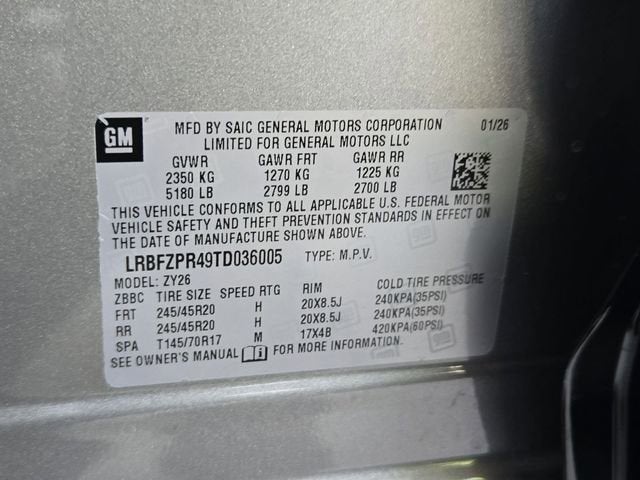 GM
MFD BY SAIC GENERAL MOTORS CORPORATION 01/26
LIMITED FOR GENERAL MOTORS LLC
GVWR GAWR FRT GAWR RR
2350 KG 1270 KG 1225 KG
5180 LB 2799 LB 2700 LB
THIS VEHICLE CONFORMS TO ALL APPLICABLE U.S. FEDERAL MOTOR
VEHICLE SAFETY AND THEFT PREVENTION STANDARDS IN EFFECT ON
THE DATE OF MANUFACTURE SHOWN ABOVE.
LRBFZPR49TD036005 TYPE: M.P.V.
MODEL: ZY26
ZBBC TIRE SIZE SPEED RTG RIM COLD TIRE PRESSURE
FRT 245/45R20 H 20X8.5J 240KPA(35PSI)
RR 245/45R20 H 20X8.5J 240KPA(35PSI)
SPA T145/70R17 M 17X4B 420KPA(60PSI)
SEE OWNER'S MANUAL FOR MORE INFORMATION.